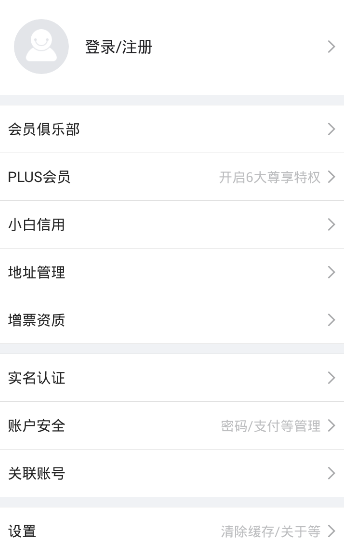 登录/注册
会员俱乐部
PLUS会员 开启6大尊享特权
小白信用
地址管理
增票资质
实名认证
账户安全 密码/支付等管理
关联账号
设置 清除缓存/关于等